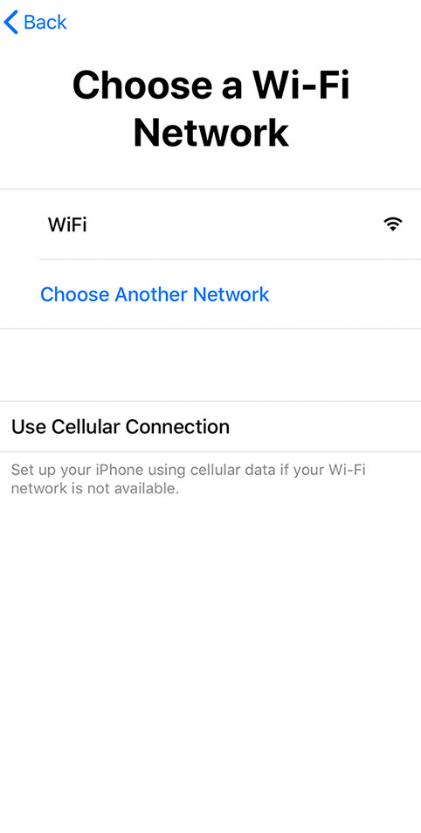 Back
Choose a Wi-Fi
Network
WiFi
Choose Another Network
Use Cellular Connection
Set up your iPhone using cellular data if your Wi-Fi
network is not available.